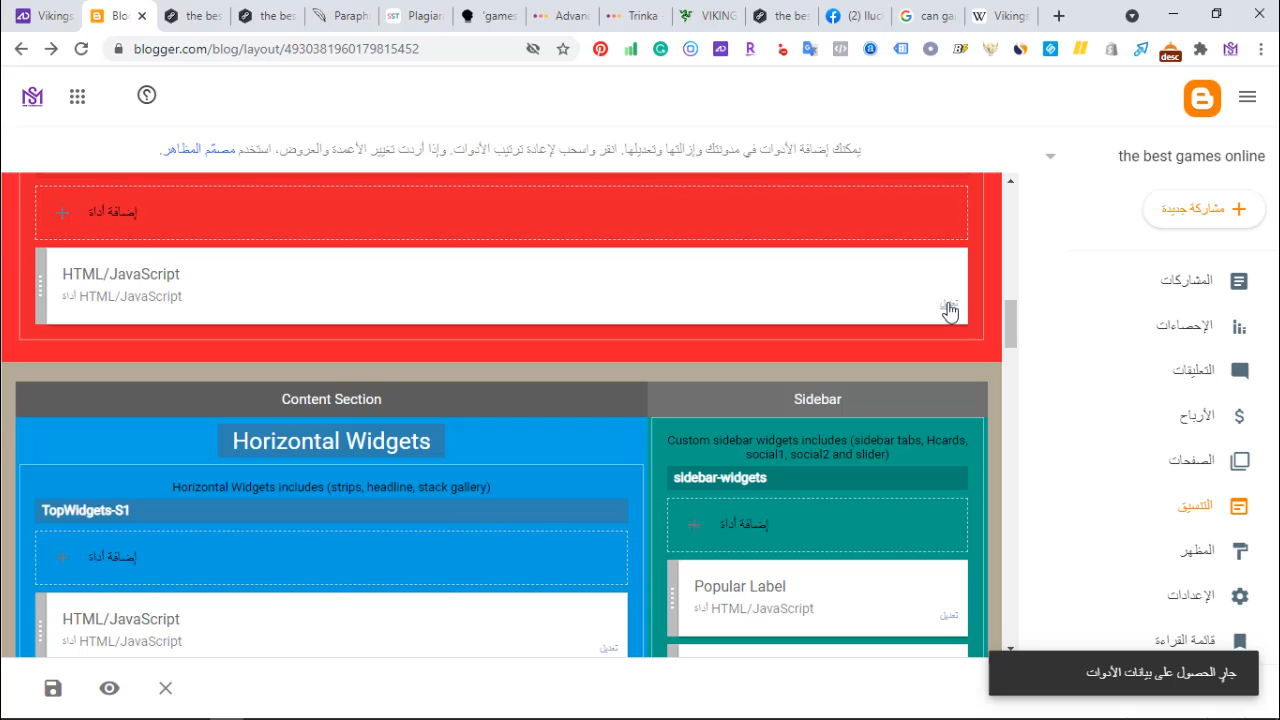 Vikings
Blo
the bes
the bes
Paraph
Plagiar
'games
Advanc
Trinka -
VIKING
the bes
(2) lluc
can gar
Vikings
blogger.com/blog/layout/4930381960179815452
desc
يمكنك إضافة الأدوات في مدونتك وإزالتها وتعديلها. انقر واسحب لإعادة ترتيب الأدوات. وإذا أردت تغيير الأعمدة والعروض، استخدم مصمّم المظاهر.
the best games online
مشاركة جديدة
المشاركات
الإحصاءات
التعليقات
الأرباح
الصفحات
التنسيق
المظهر
الإعدادات
قائمة القراءة
إضافة أداة
HTML/JavaScript
أداة HTML/JavaScript
تعديل
Content Section
Horizontal Widgets
Horizontal Widgets includes (strips, headline, stack gallery)
TopWidgets-S1
إضافة أداة
HTML/JavaScript
أداة HTML/JavaScript
تعديل
Sidebar
Custom sidebar widgets includes (sidebar tabs, Hcards,
social1, social2 and slider)
sidebar-widgets
إضافة أداة
Popular Label
أداة HTML/JavaScript
تعديل
جارٍ الحصول على بيانات الأدوات